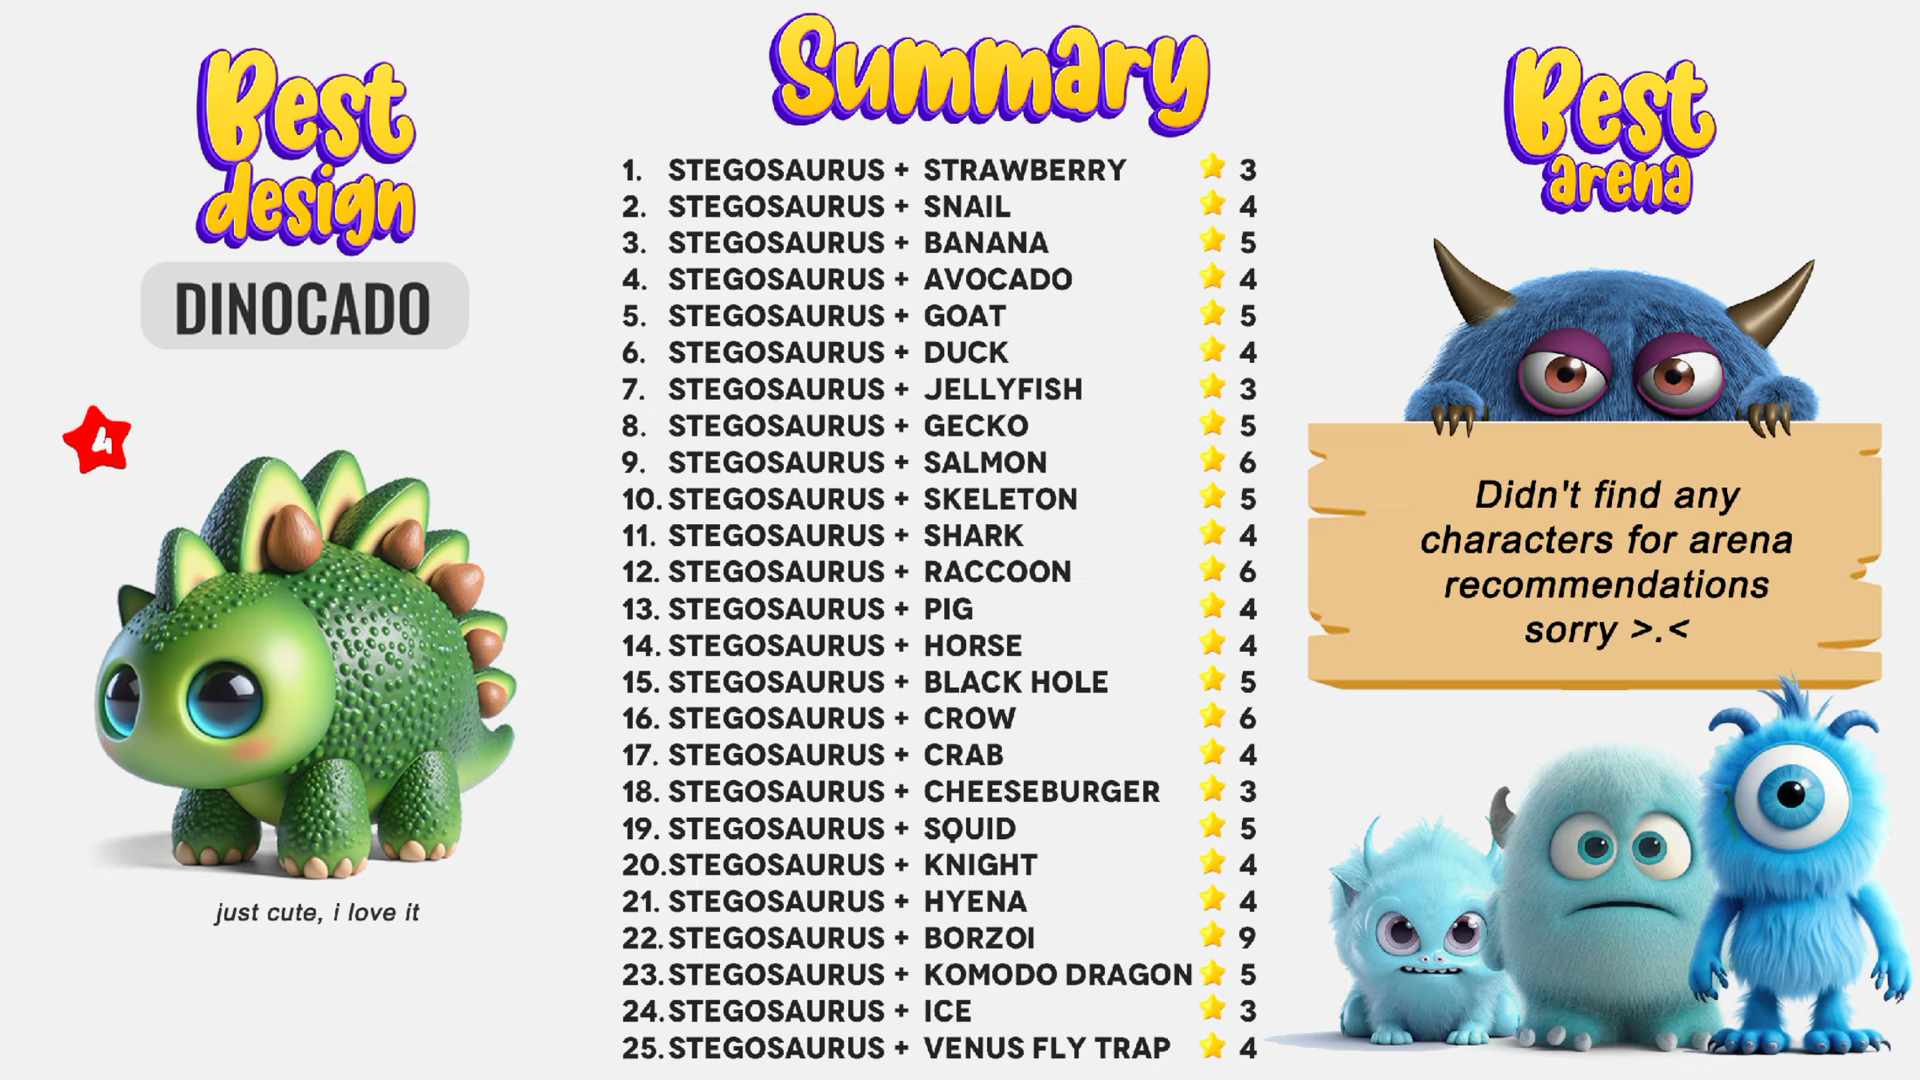 Best
design
DINOCADO
4
just cute, i love it
Summary
1. STEGOSAURUS + STRAWBERRY ⭐ 3
2. STEGOSAURUS + SNAIL ⭐ 4
3. STEGOSAURUS + BANANA ⭐ 5
4. STEGOSAURUS + AVOCADO ⭐ 4
5. STEGOSAURUS + GOAT ⭐ 5
6. STEGOSAURUS + DUCK ⭐ 4
7. STEGOSAURUS + JELLYFISH ⭐ 3
8. STEGOSAURUS + GECKO ⭐ 5
9. STEGOSAURUS + SALMON ⭐ 6
10. STEGOSAURUS + SKELETON ⭐ 5
11. STEGOSAURUS + SHARK ⭐ 4
12. STEGOSAURUS + RACCOON ⭐ 6
13. STEGOSAURUS + PIG ⭐ 4
14. STEGOSAURUS + HORSE ⭐ 4
15. STEGOSAURUS + BLACK HOLE ⭐ 5
16. STEGOSAURUS + CROW ⭐ 6
17. STEGOSAURUS + CRAB ⭐ 4
18. STEGOSAURUS + CHEESEBURGER ⭐ 3
19. STEGOSAURUS + SQUID ⭐ 5
20. STEGOSAURUS + KNIGHT ⭐ 4
21. STEGOSAURUS + HYENA ⭐ 4
22. STEGOSAURUS + BORZOI ⭐ 9
23. STEGOSAURUS + KOMODO DRAGON ⭐ 5
24. STEGOSAURUS + ICE ⭐ 3
25. STEGOSAURUS + VENUS FLY TRAP ⭐ 4
Best
arena
Didn't find any
characters for arena
recommendations
sorry >.<